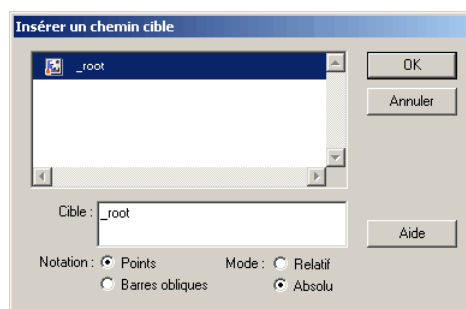 Insérer un chemin cible
_root
OK
Annuler
Cible : _root
Aide
Notation : Points Mode : Relatif
Barres obliques Absolu